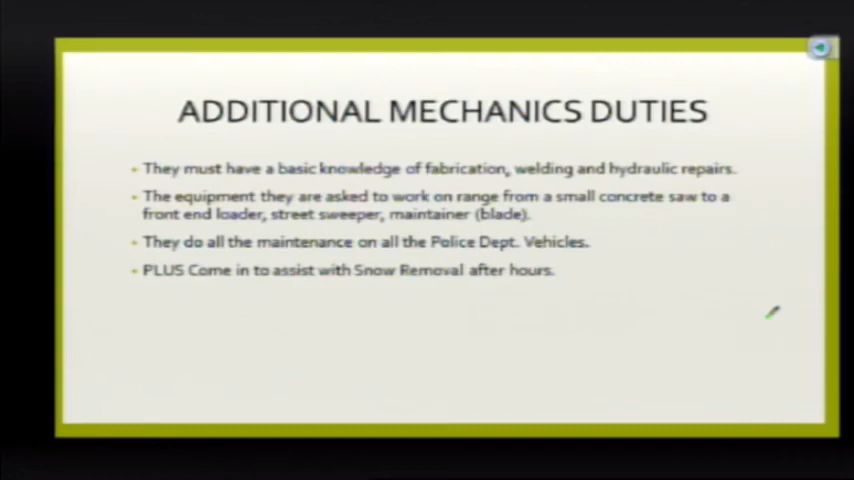 ADDITIONAL MECHANICS DUTIES
They must have a basic knowledge of fabrication, welding and hydraulic repairs.
The equipment they are asked to work on range from a small concrete saw to a
front end loader, street sweeper, maintainer (blade).
They do all the maintenance on all the Police Dept. Vehicles.
PLUS Come in to assist with Snow Removal after hours.